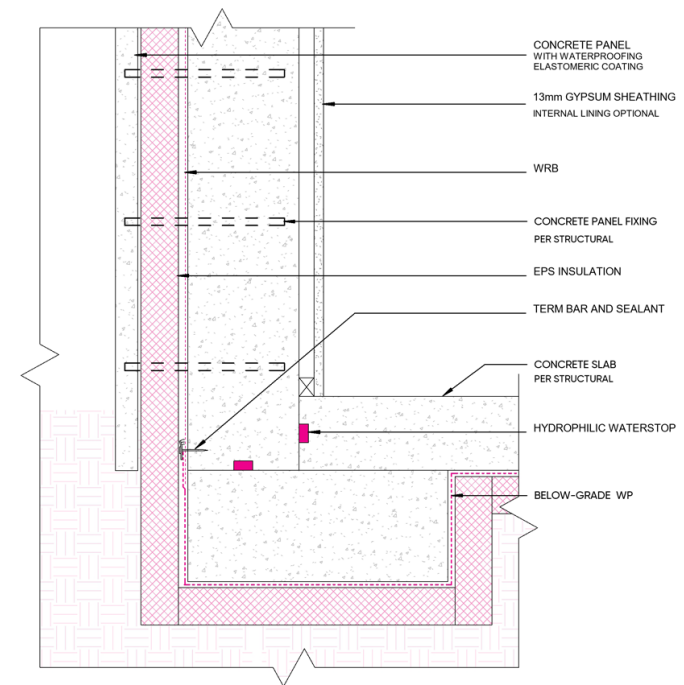 CONCRETE PANEL
WITH WATERPROOFING
ELASTOMERIC COATING
13mm GYPSUM SHEATHING
INTERNAL LINING OPTIONAL
WRB
CONCRETE PANEL FIXING
PER STRUCTURAL
EPS INSULATION
TERM BAR AND SEALANT
CONCRETE SLAB
PER STRUCTURAL
HYDROPHILIC WATERSTOP
BELOW-GRADE WP